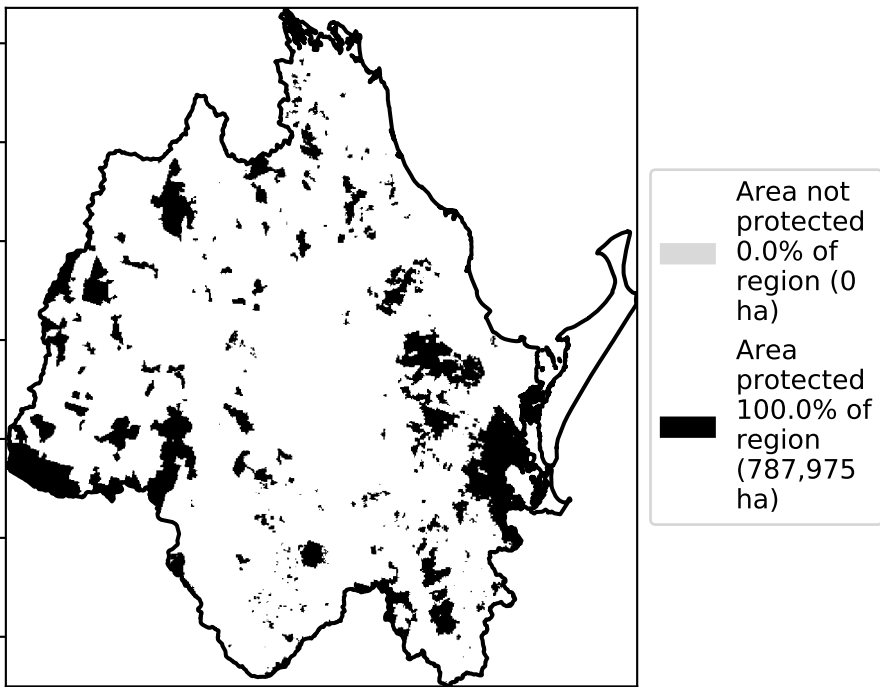 Area not
protected
0.0% of
region (0
ha)
Area
protected
100.0% of
region
(787,975
ha)